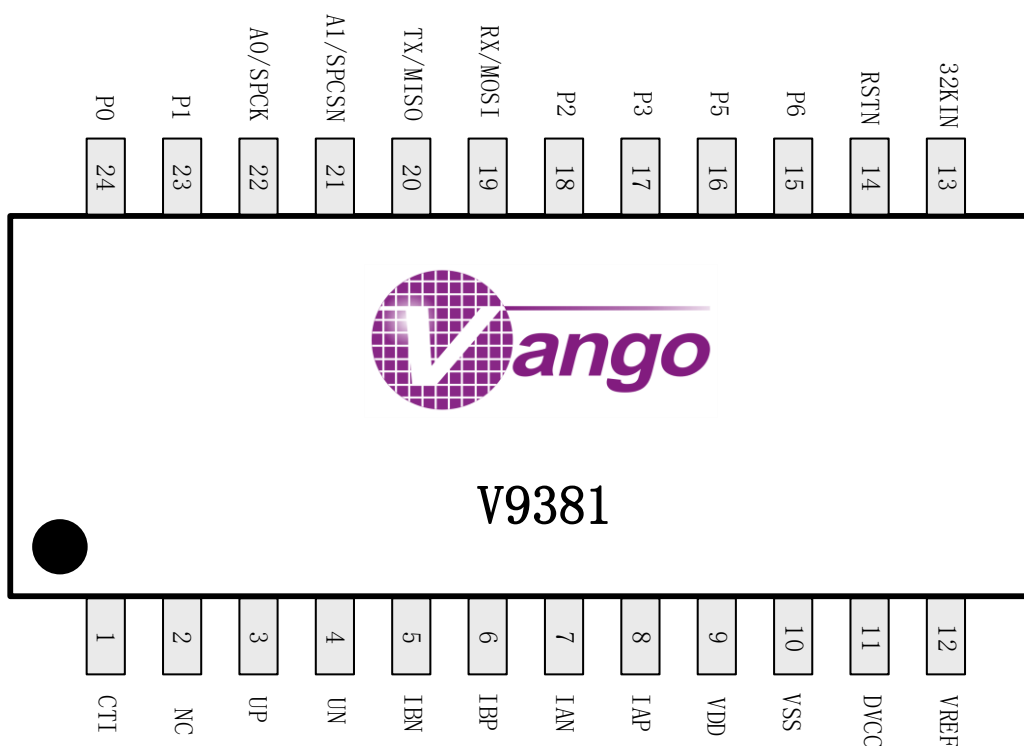 P0 P1 A0/SPCK A1/SPCSN TX/MISO RX/MOSI P2 P3 P5 P6 RSTN 32KIN
24 23 22 21 20 19 18 17 16 15 14 13
Vango
V9381
1 2 3 4 5 6 7 8 9 10 11 12
CTI NC UP UN IBN IBP IAN IAP VDD VSS DVCC VREF